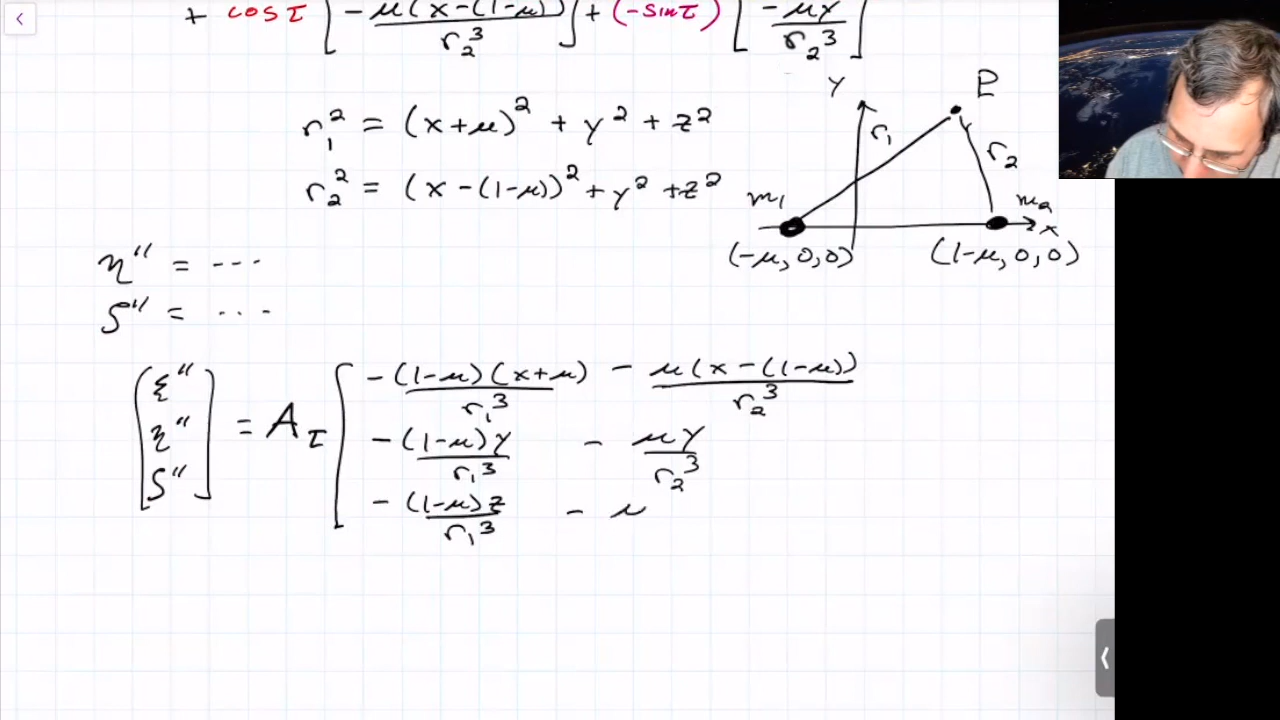 + cos τ [ -μ(x-(1-μ)) / r₂³ ] + (-sin τ) [ -μy / r₂³ ]
r₁² = (x+μ)² + y² + z²
r₂² = (x-(1-μ))² + y² + z²
y
P
r₁
r₂
m₁
m₂
x
(-μ, 0, 0)
(1-μ, 0, 0)
η'' = ---
ζ'' = ...
[ ξ'' η'' ζ'' ] = A_τ [
-(1-μ)(x+μ) / r₁³ - μ(x-(1-μ)) / r₂³
-(1-μ)y / r₁³ - μy / r₂³
-(1-μ)z / r₁³ - μ